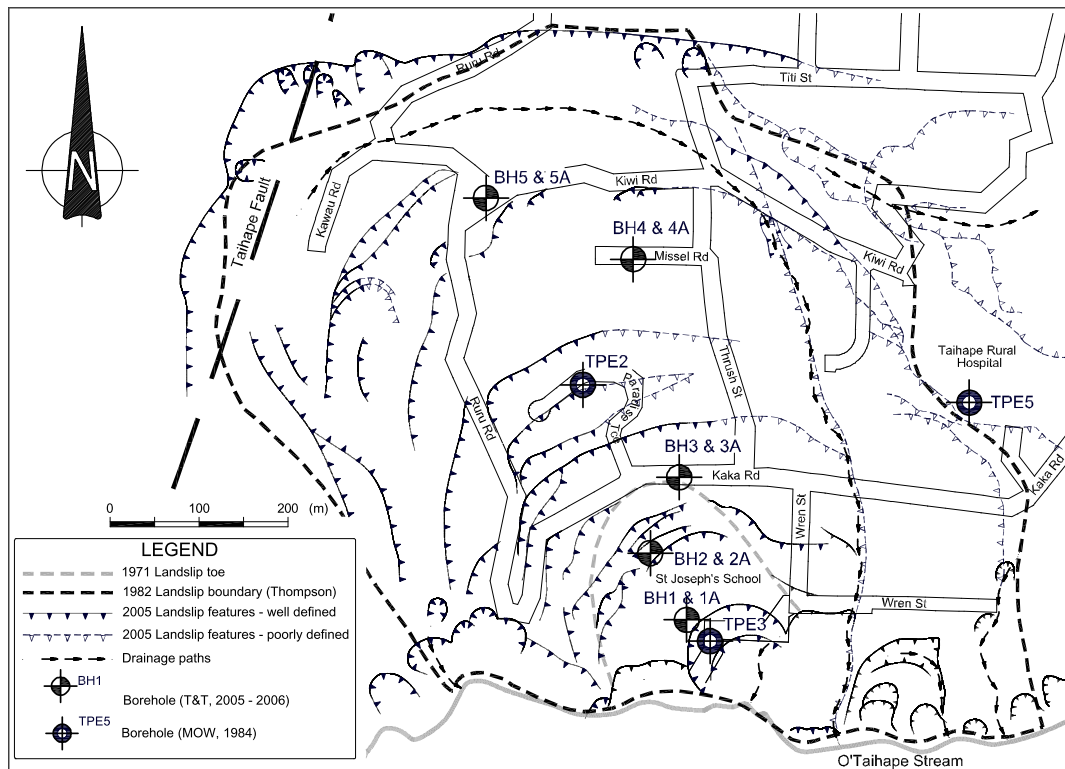 Ruru Rd
Titi St
N
Kawau Rd
BH5 & 5A
Kiwi Rd
Taihape Fault
BH4 & 4A
Missel Rd
Kiwi Rd
TPE2
Paradise Tce
Thrush St
Taihape Rural
Hospital
TPE5
Ruru Rd
BH3 & 3A
Kaka Rd
Kaka Rd
0 100 200 (m)
Wren St
LEGEND
1971 Landslip toe
1982 Landslip boundary (Thompson)
2005 Landslip features - well defined
2005 Landslip features - poorly defined
Drainage paths
BH1
Borehole (T&T, 2005 - 2006)
TPE5
Borehole (MOW, 1984)
BH2 & 2A
St Joseph's School
BH1 & 1A
Wren St
TPE3
O'Taihape Stream